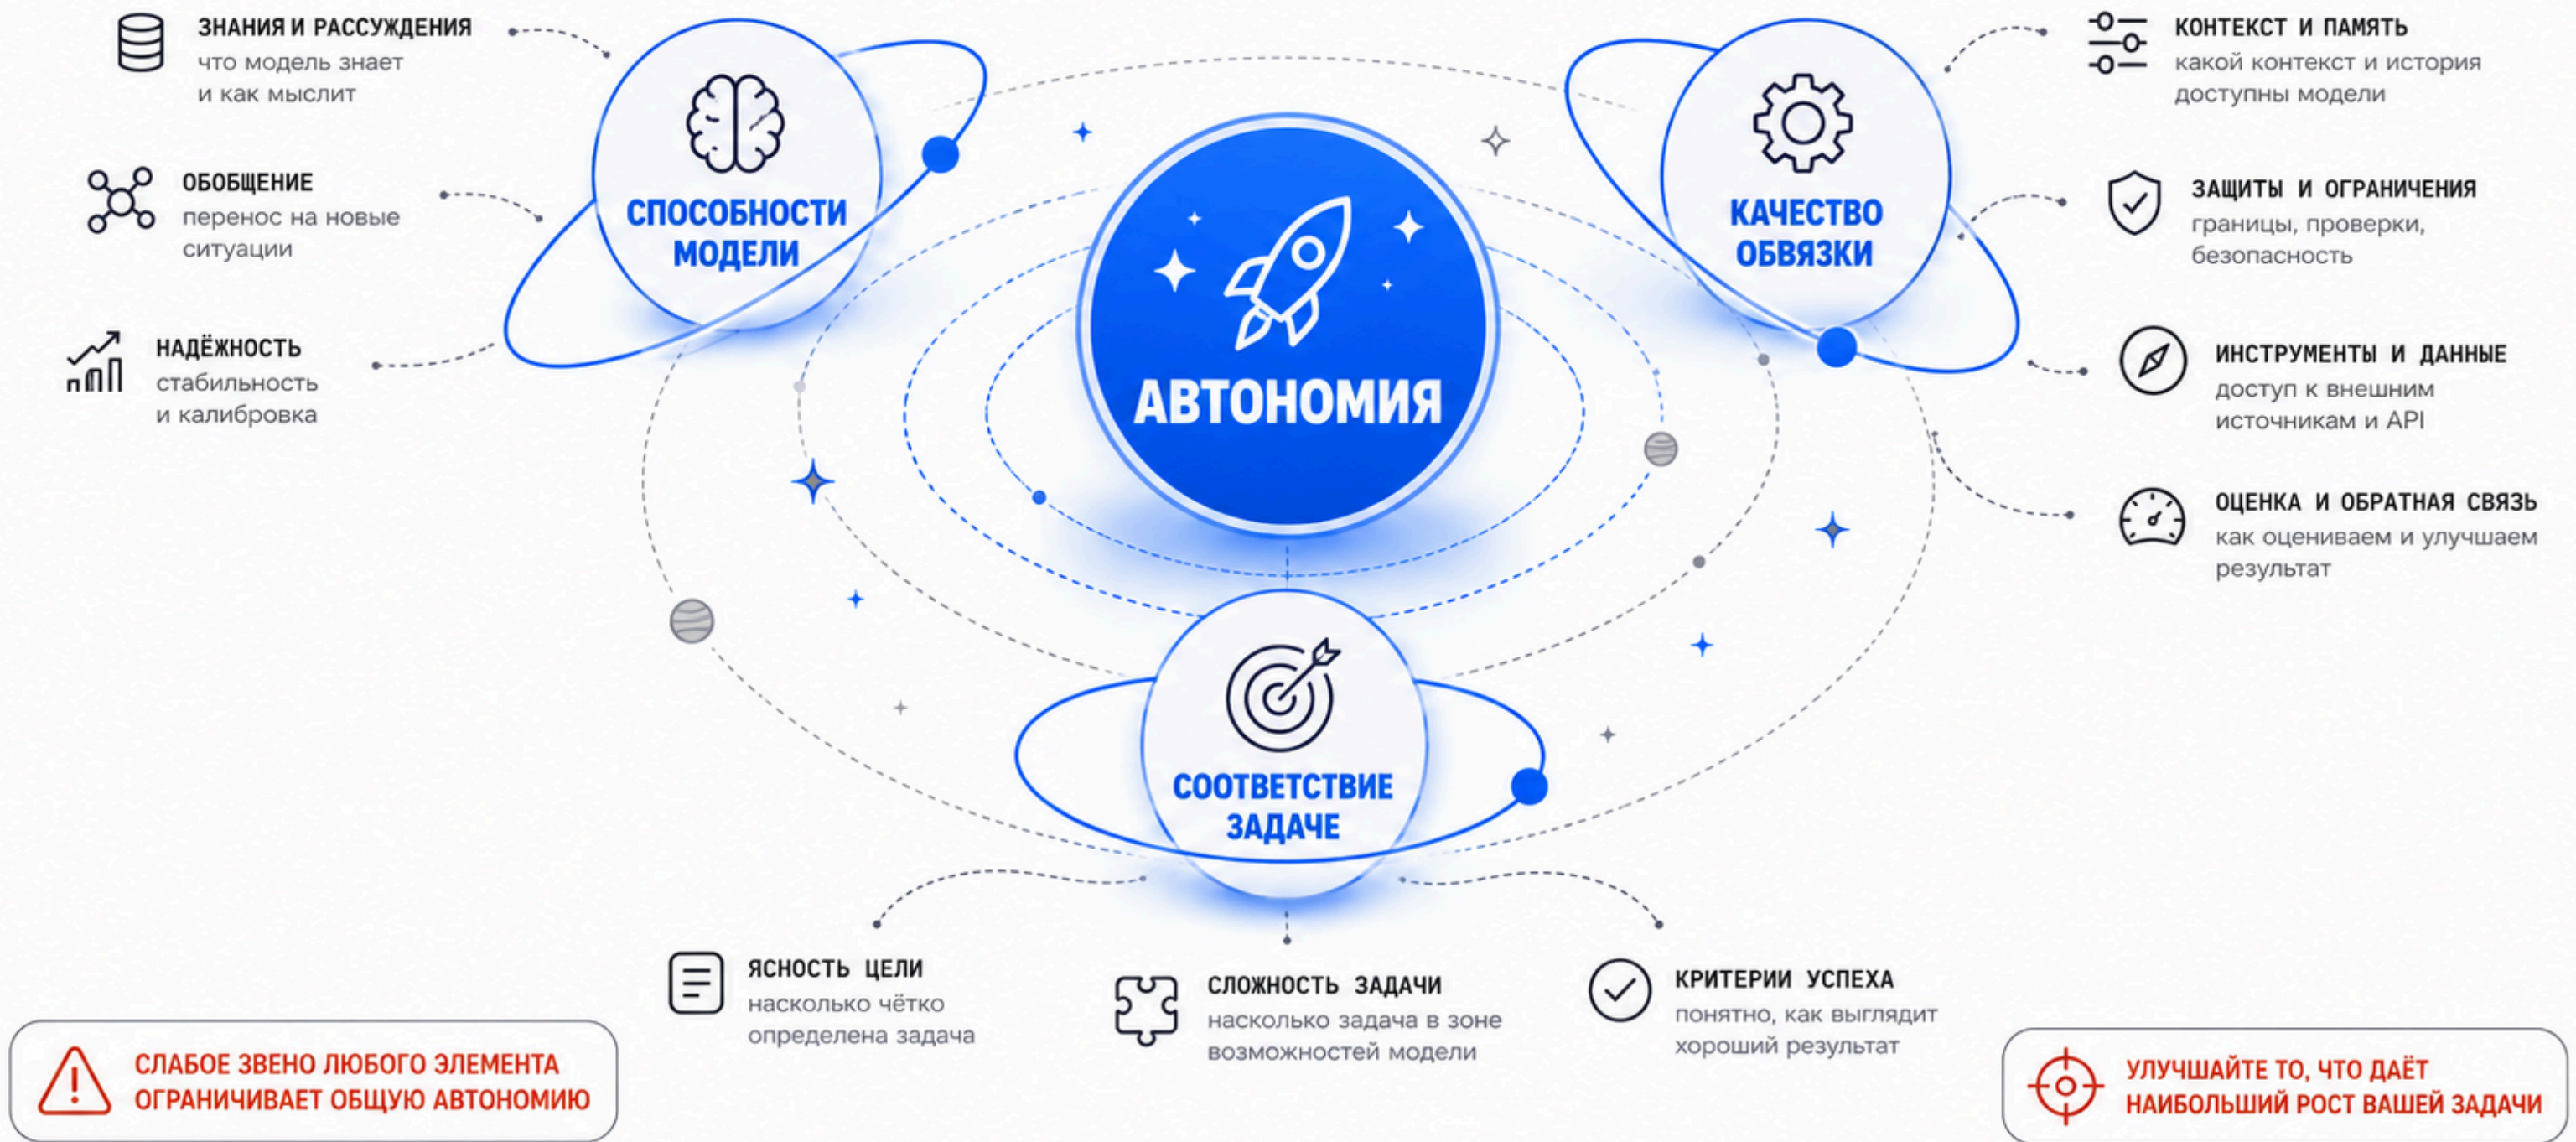 ЗНАНИЯ И РАССУЖДЕНИЯ
что модель знает
и как мыслит
ОБОБЩЕНИЕ
перенос на новые
ситуации
НАДЁЖНОСТЬ
стабильность
и калибровка
СПОСОБНОСТИ
МОДЕЛИ
АВТОНОМИЯ
КАЧЕСТВО
ОБВЯЗКИ
КОНТЕКСТ И ПАМЯТЬ
какой контекст и история
доступны модели
ЗАЩИТЫ И ОГРАНИЧЕНИЯ
границы, проверки,
безопасность
ИНСТРУМЕНТЫ И ДАННЫЕ
доступ к внешним
источникам и API
ОЦЕНКА И ОБРАТНАЯ СВЯЗЬ
как оцениваем и улучшаем
результат
СООТВЕТСТВИЕ
ЗАДАЧЕ
ЯСНОСТЬ ЦЕЛИ
насколько чётко
определена задача
СЛОЖНОСТЬ ЗАДАЧИ
насколько задача в зоне
возможностей модели
КРИТЕРИИ УСПЕХА
понятно, как выглядит
хороший результат
СЛАБОЕ ЗВЕНО ЛЮБОГО ЭЛЕМЕНТА
ОГРАНИЧИВАЕТ ОБЩУЮ АВТОНОМИЮ
УЛУЧШАЙТЕ ТО, ЧТО ДАЁТ
НАИБОЛЬШИЙ РОСТ ВАШЕЙ ЗАДАЧИ